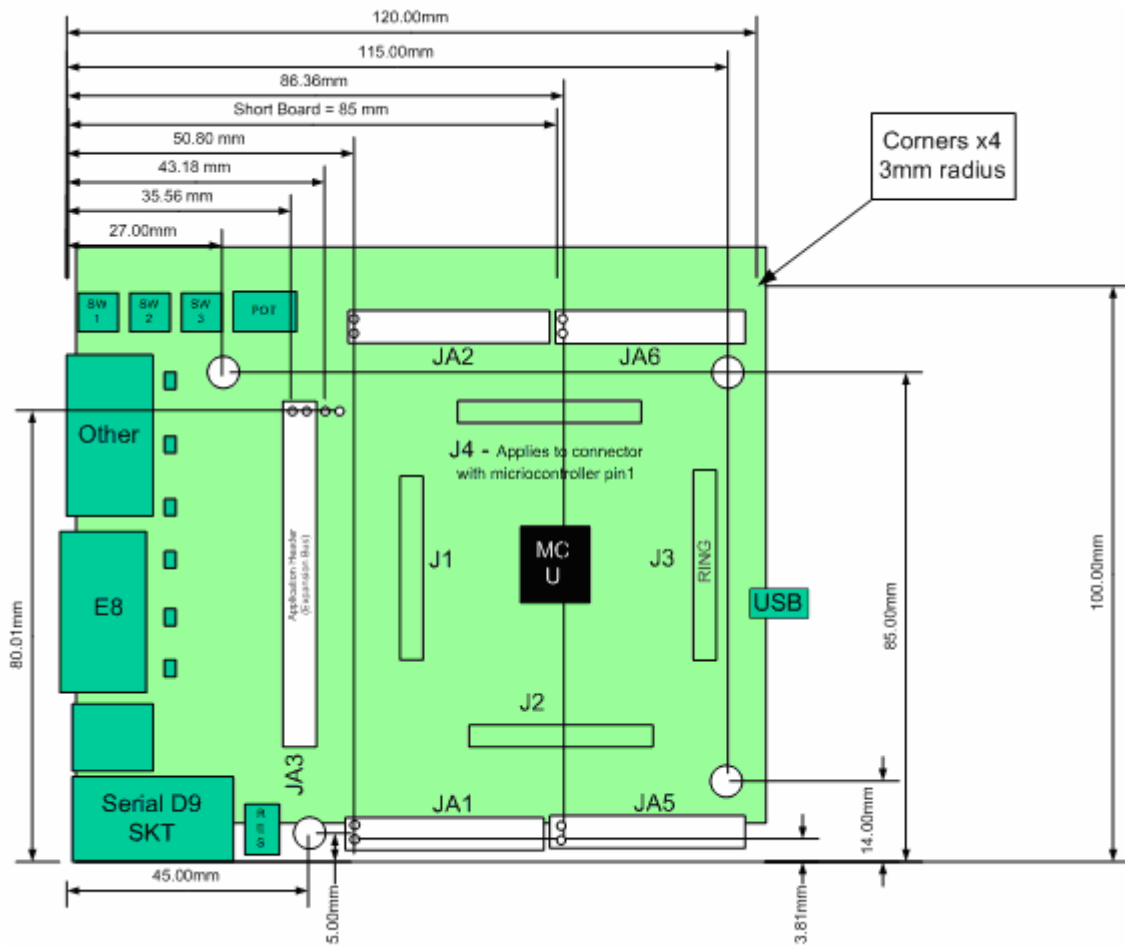 120.00mm
115.00mm
86.36mm
Short Board = 85 mm
50.80 mm
43.18 mm
35.56 mm
27.00mm
Corners x4
3mm radius
SW
1
SW
2
SW
3
POT
JA2
JA6
Other
J4 - Applies to connector
with micriocontroller pin1
Application Header
(Expansion Bus)
J1
MC
U
J3
RING
E8
USB
80.01mm
85.00mm
100.00mm
J2
JA3
Serial D9
SKT
RES
JA1
JA5
14.00mm
45.00mm
5.00mm
3.81mm